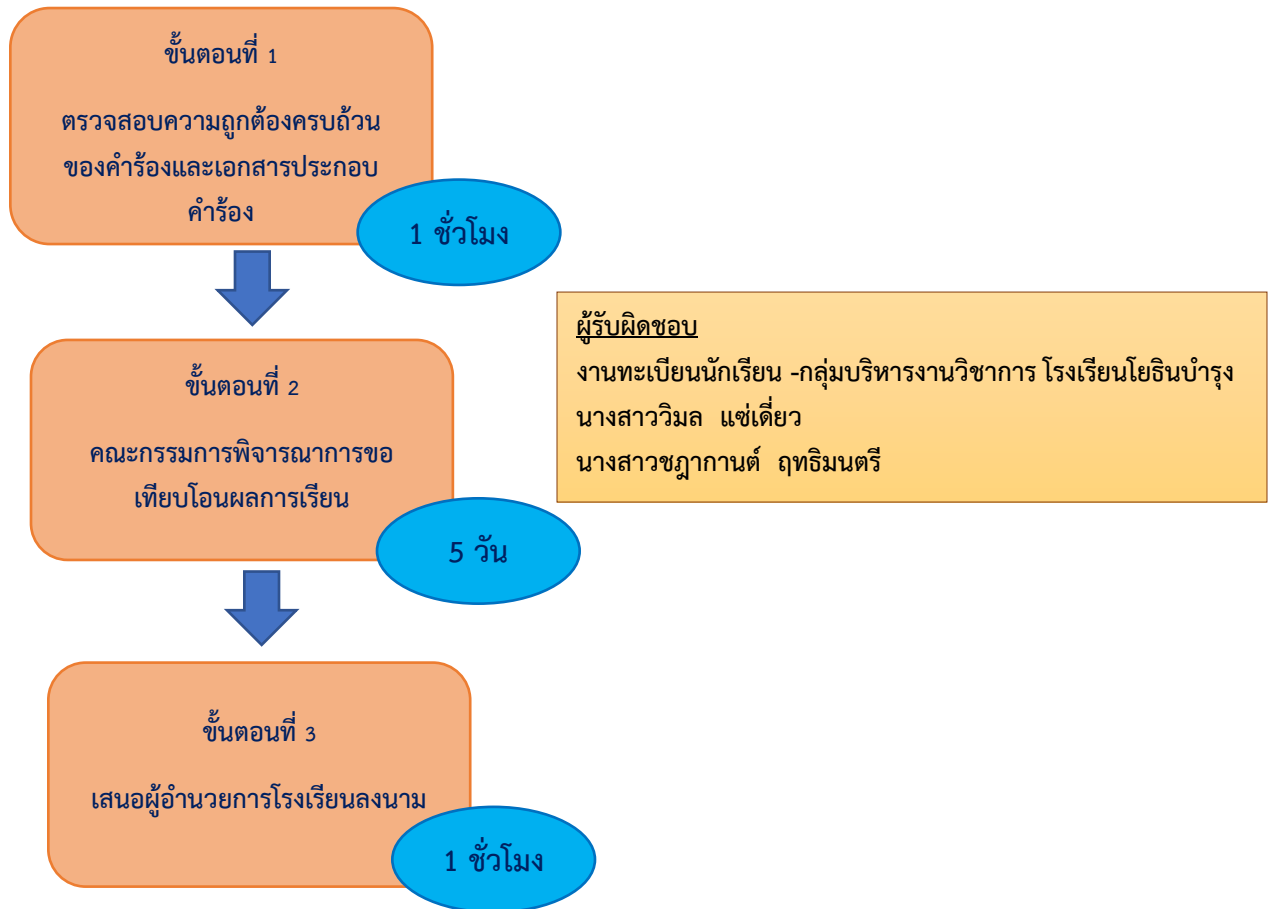 ขั้นตอนที่ 1
ตรวจสอบความถูกต้องครบถ้วน
ของคำร้องและเอกสารประกอบ
คำร้อง
1 ชั่วโมง
ผู้รับผิดชอบ
งานทะเบียนนักเรียน -กลุ่มบริหารงานวิชาการ โรงเรียนโยธินบำรุง
นางสาววิมล แซ่เดี่ยว
นางสาวชฎากานต์ ฤทธิมนตรี
ขั้นตอนที่ 2
คณะกรรมการพิจารณาการขอ
เทียบโอนผลการเรียน
5 วัน
ขั้นตอนที่ 3
เสนอผู้อำนวยการโรงเรียนลงนาม
1 ชั่วโมง